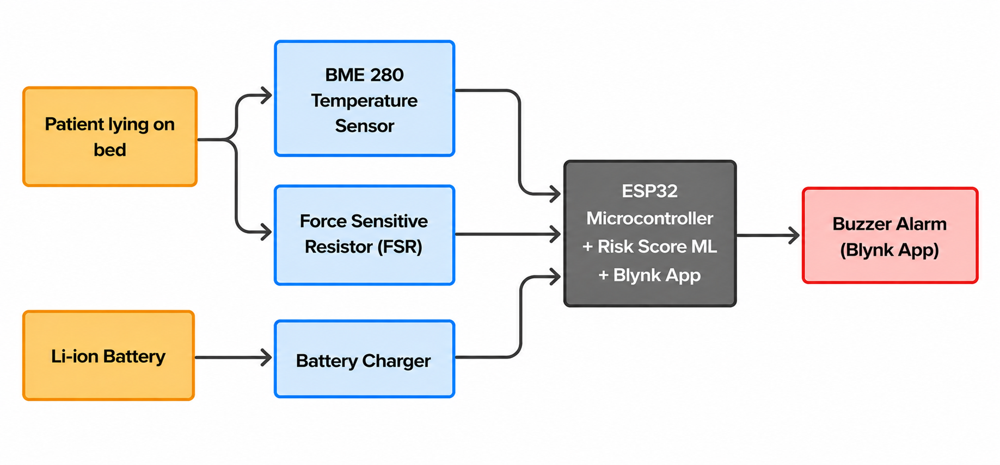 Patient lying on
bed
BME 280
Temperature
Sensor
Force Sensitive
Resistor (FSR)
Li-ion Battery
Battery Charger
ESP32
Microcontroller
+ Risk Score ML
+ Blynk App
Buzzer Alarm
(Blynk App)